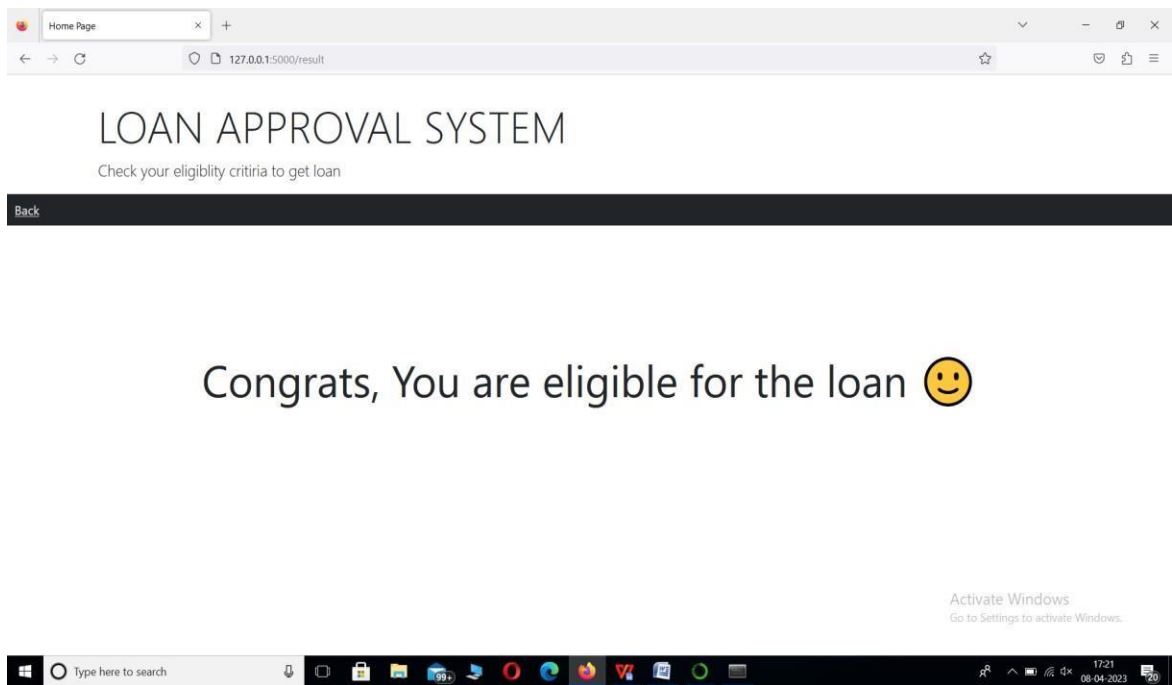 Home Page
127.0.0.1:5000/result
LOAN APPROVAL SYSTEM
Check your eligiblity critiria to get loan
Back
Congrats, You are eligible for the loan
Activate Windows
Go to Settings to activate Windows.
Type here to search
99+
17:21
08-04-2023
20